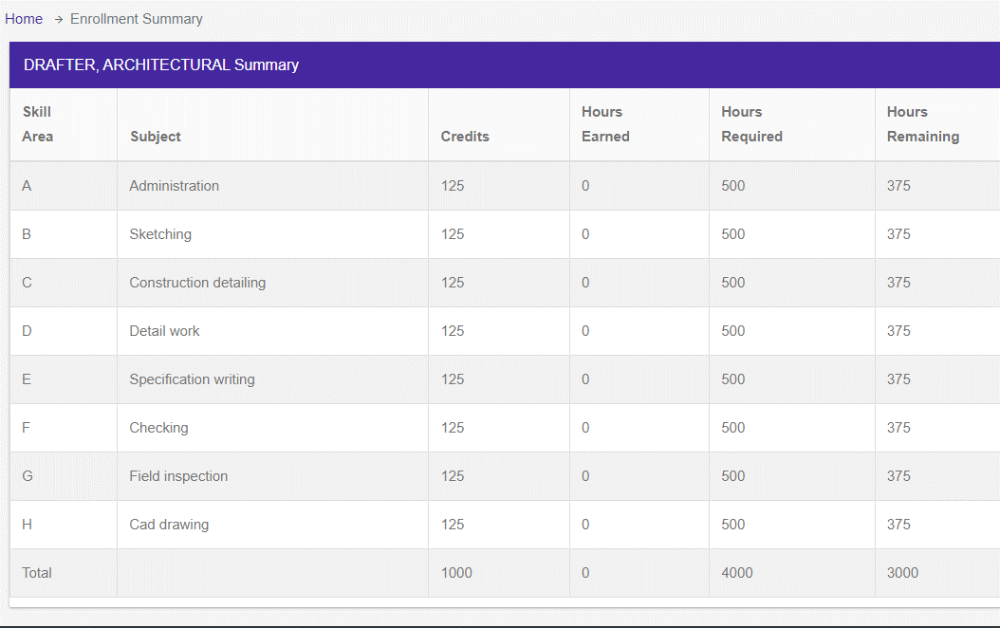 Home → Enrollment Summary
DRAFTER, ARCHITECTURAL Summary
Skill Area Subject Credits Hours Earned Hours Required Hours Remaining
A Administration 125 0 500 375
B Sketching 125 0 500 375
C Construction detailing 125 0 500 375
D Detail work 125 0 500 375
E Specification writing 125 0 500 375
F Checking 125 0 500 375
G Field inspection 125 0 500 375
H Cad drawing 125 0 500 375
Total 1000 0 4000 3000